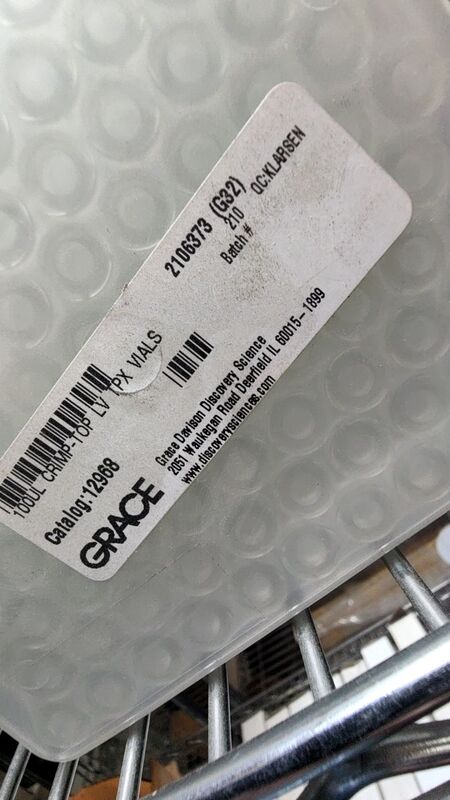 100UL CRIMP-TOP LV TPX VIALS
Catalog:12968
2106373 (G32)
210
Batch #
QC:KLARSEN
GRACE
Grace Davison Discovery Science
2051 Waukegan Road Deerfield IL 60015-1899
www.discoverysciences.com